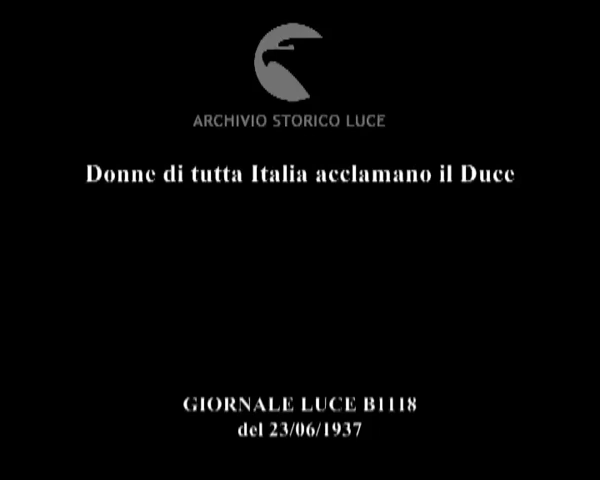 ARCHIVIO STORICO LUCE
Donne di tutta Italia acclamano il Duce
GIORNALE LUCE B1118
del 23/06/1937